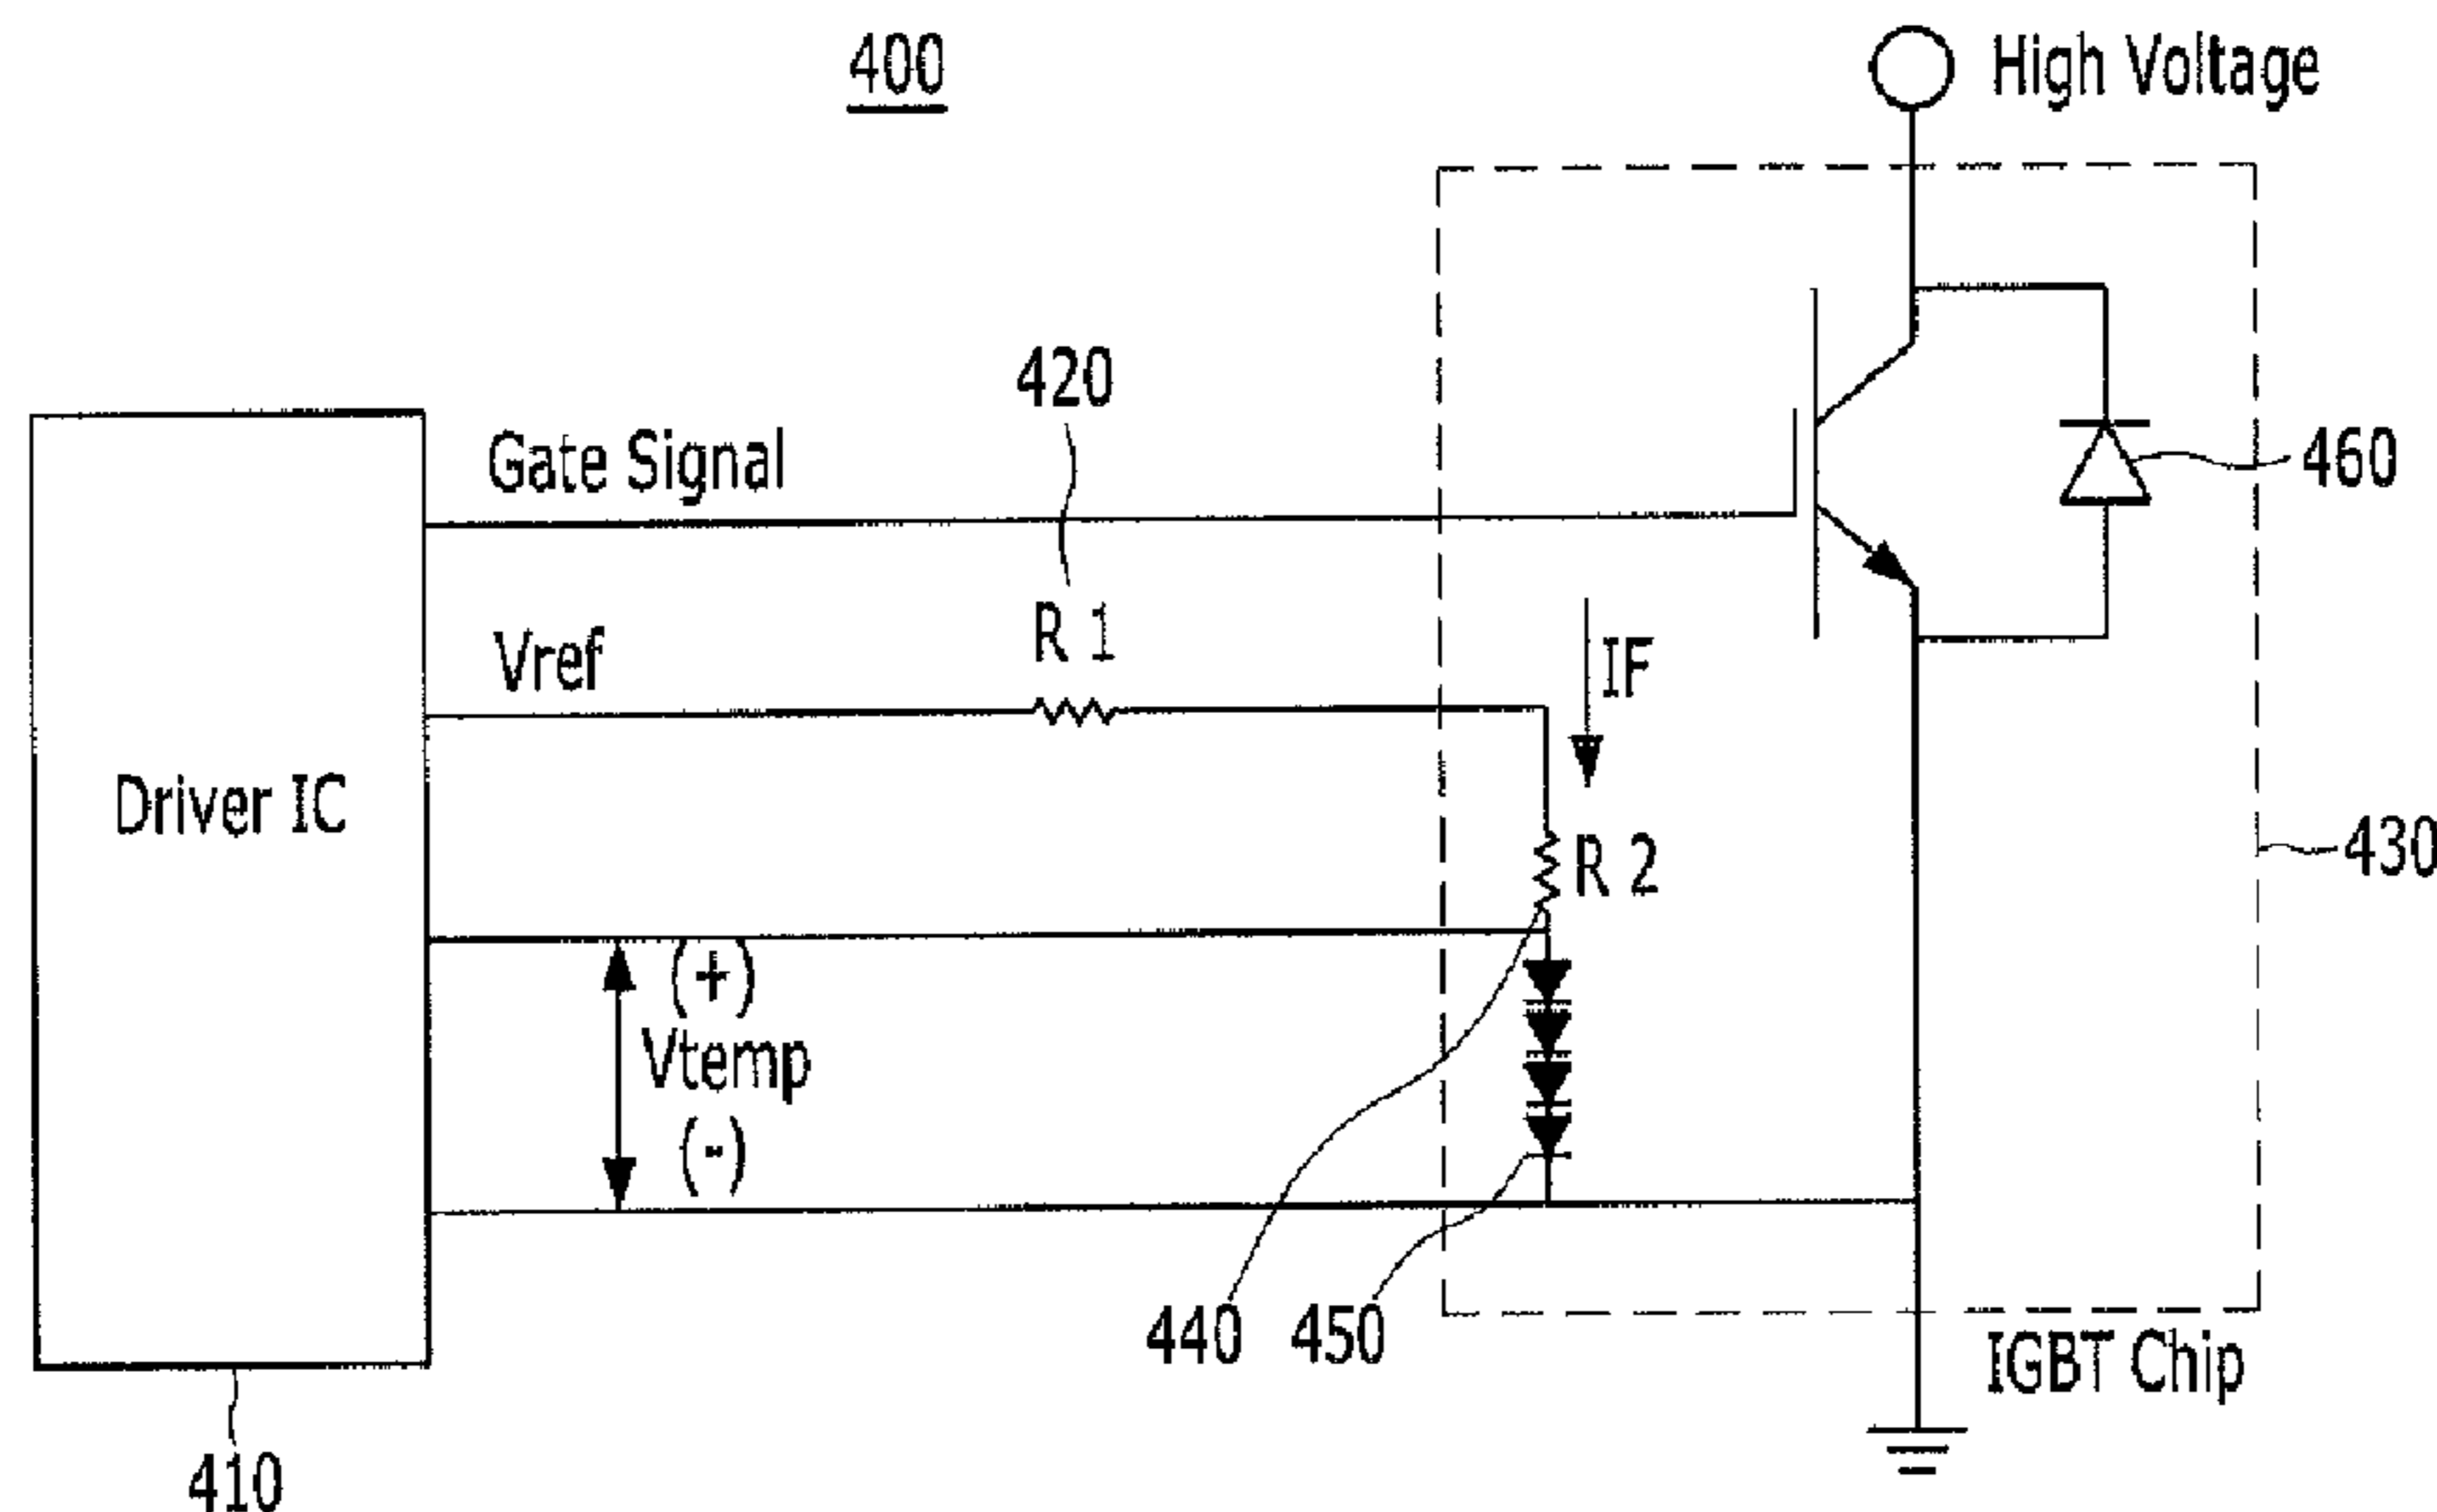 400
High Voltage
420
Gate Signal
460
R 1
Vref
IF
Driver IC
R 2
430
(+)
Vtemp
(-)
440
450
IGBT Chip
410